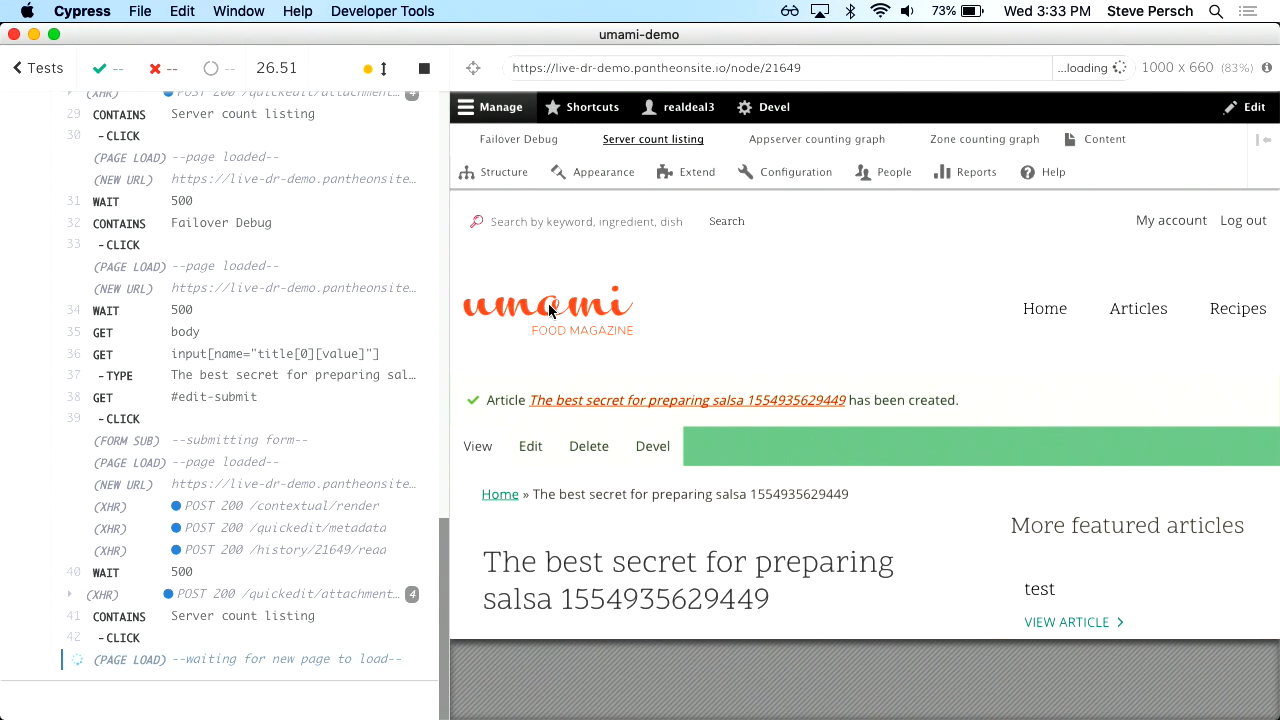 Cypress File Edit Window Help Developer Tools 73% Wed 3:33 PM Steve Persch
umami-demo
Tests -- -- -- 26.51 https://live-dr-demo.pantheonsite.io/node/21649 ...loading 1000 x 660 (83%)
(XHR) POST 200 /quickedit/attachment… 4
29 CONTAINS Server count listing
30 -CLICK
(PAGE LOAD) --page loaded--
(NEW URL) https://live-dr-demo.pantheonsite…
31 WAIT 500
32 CONTAINS Failover Debug
33 -CLICK
(PAGE LOAD) --page loaded--
(NEW URL) https://live-dr-demo.pantheonsite…
34 WAIT 500
35 GET body
36 GET input[name="title[0][value]"]
37 -TYPE The best secret for preparing sal…
38 GET #edit-submit
39 -CLICK
(FORM SUB) --submitting form--
(PAGE LOAD) --page loaded--
(NEW URL) https://live-dr-demo.pantheonsite…
(XHR) POST 200 /contextual/render
(XHR) POST 200 /quickedit/metadata
(XHR) POST 200 /history/21649/read
40 WAIT 500
(XHR) POST 200 /quickedit/attachment… 4
41 CONTAINS Server count listing
42 -CLICK
(PAGE LOAD) --waiting for new page to load--
Manage Shortcuts realdeal3 Devel Edit
Failover Debug Server count listing Appserver counting graph Zone counting graph Content
Structure Appearance Extend Configuration People Reports Help
Search by keyword, ingredient, dish Search My account Log out
umami
FOOD MAGAZINE
Home Articles Recipes
Article The best secret for preparing salsa 1554935629449 has been created.
View Edit Delete Devel
Home » The best secret for preparing salsa 1554935629449
The best secret for preparing
salsa 1554935629449
More featured articles
test
VIEW ARTICLE